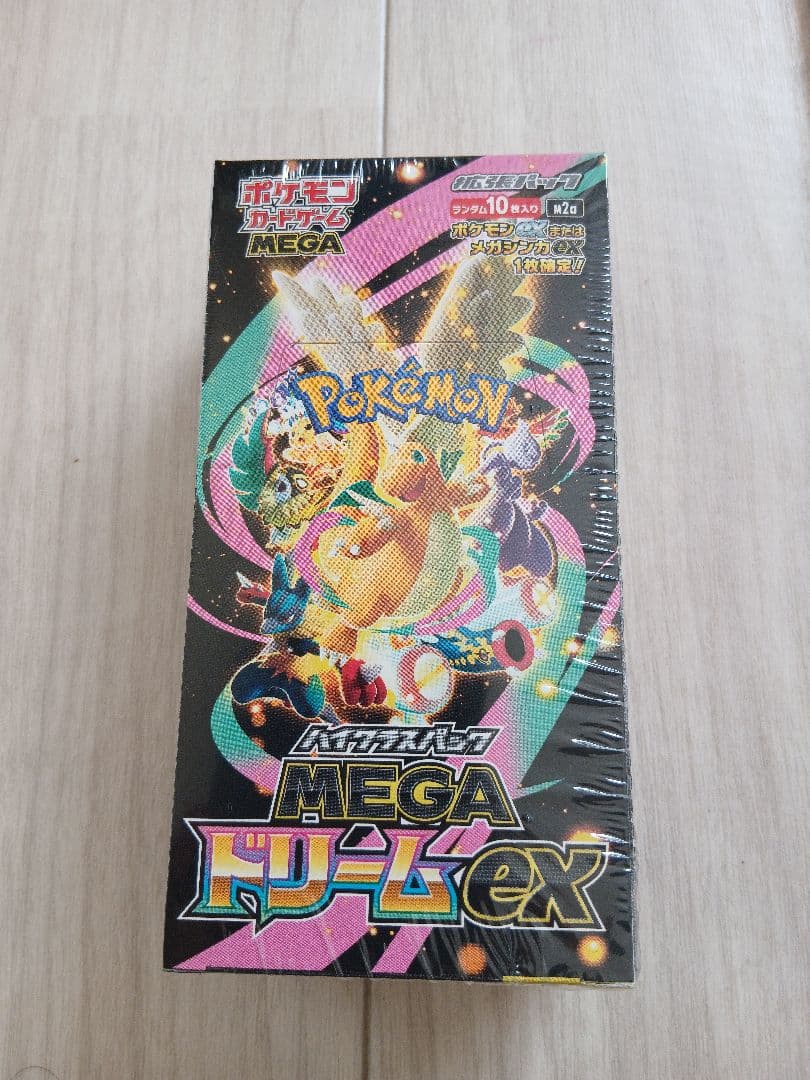 ポケモン
カードゲーム
MEGA
拡張パック
ランダム10枚入り M2a
ポケモンexまたは
メガシンカex
1枚確定!!
POKéMON
ハイクラスパック
MEGA
ドリームex